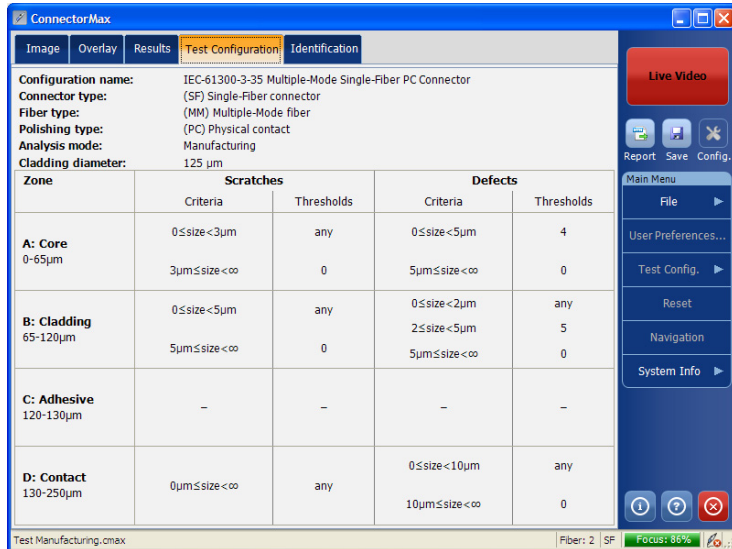 ConnectorMax
Image Overlay Results Test Configuration Identification
Configuration name: IEC-61300-3-35 Multiple-Mode Single-Fiber PC Connector
Connector type: (SF) Single-Fiber connector
Fiber type: (MM) Multiple-Mode fiber
Polishing type: (PC) Physical contact
Analysis mode: Manufacturing
Cladding diameter: 125 µm
Zone Scratches Defects
Criteria Thresholds Criteria Thresholds
A: Core
0-65µm
0≤size<3µm any 0≤size<5µm 4
3µm≤size<∞ 0 5µm≤size<∞ 0
B: Cladding
65-120µm
0≤size<5µm any 0≤size<2µm any
2≤size<5µm 5
5µm≤size<∞ 0 5µm≤size<∞ 0
C: Adhesive
120-130µm
– – – –
D: Contact
130-250µm
0µm≤size<∞ any 0≤size<10µm any
10µm≤size<∞ 0
Live Video
Report Save Config.
Main Menu
File
User Preferences...
Test Config.
Reset
Navigation
System Info
Test Manufacturing.cmax Fiber: 2 SF Focus: 86%